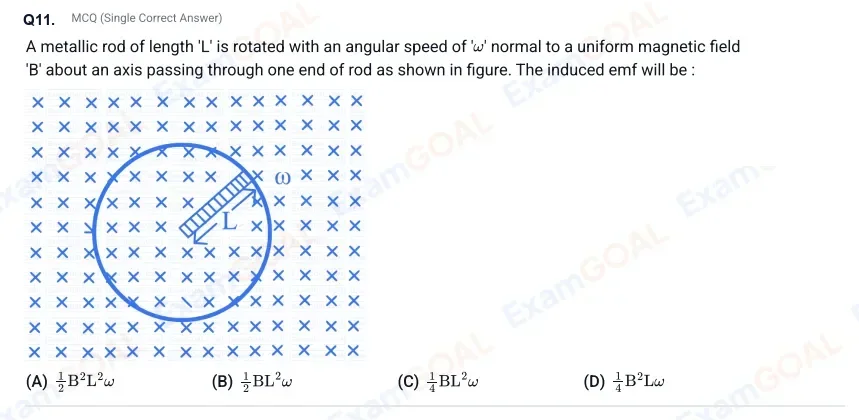 Q11. MCQ (Single Correct Answer)
A metallic rod of length 'L' is rotated with an angular speed of 'ω' normal to a uniform magnetic field
'B' about an axis passing through one end of rod as shown in figure. The induced emf will be :
ω
L
(A) ½B²L²ω (B) ½BL²ω (C) ¼BL²ω (D) ¼B²Lω
ExamGOAL